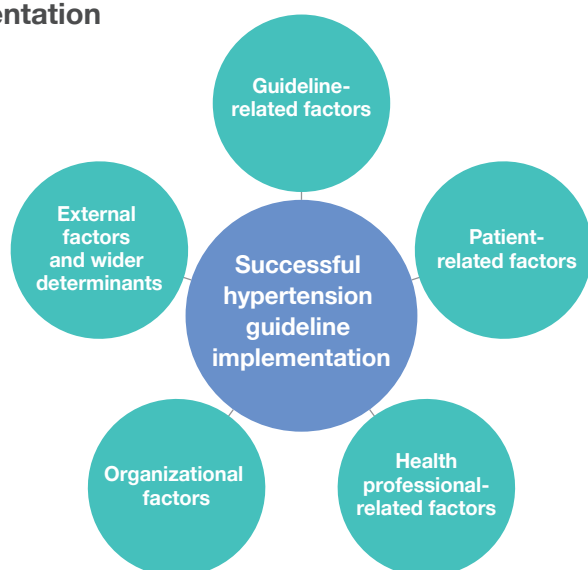 entation
Guideline-
related factors
External
factors
and wider
determinants
Patient-
related factors
Successful
hypertension
guideline
implementation
Organizational
factors
Health
professional-
related factors